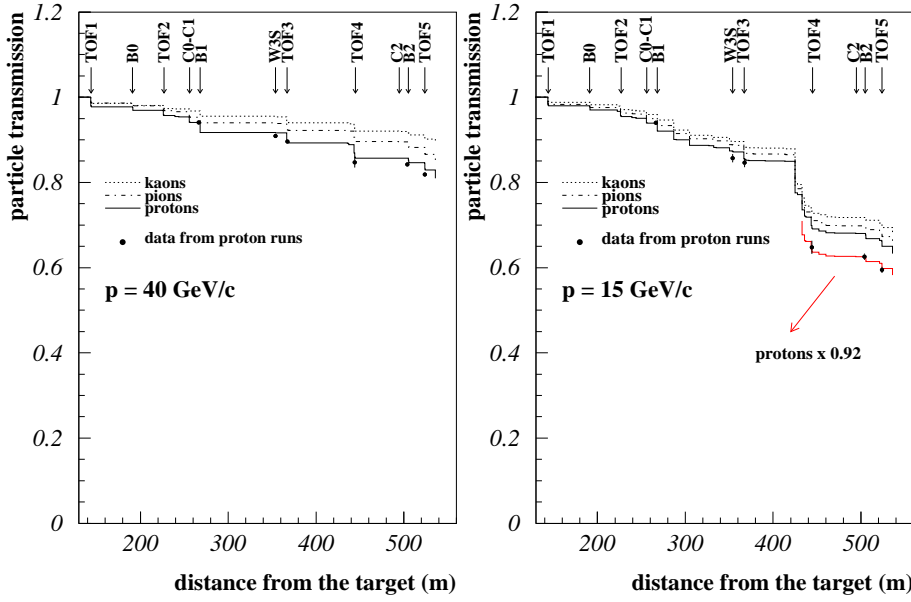 particle transmission
1.2
1
0.8
0.6
0.4
0.2
0
TOF1
B0
TOF2
C0-C1
B1
W3S
TOF3
TOF4
C2
B2
TOF5
kaons
pions
protons
data from proton runs
p = 40 GeV/c
200
300
400
500
distance from the target (m)
particle transmission
1.2
1
0.8
0.6
0.4
0.2
0
TOF1
B0
TOF2
C0-C1
B1
W3S
TOF3
TOF4
C2
B2
TOF5
kaons
pions
protons
data from proton runs
p = 15 GeV/c
protons x 0.92
200
300
400
500
distance from the target (m)